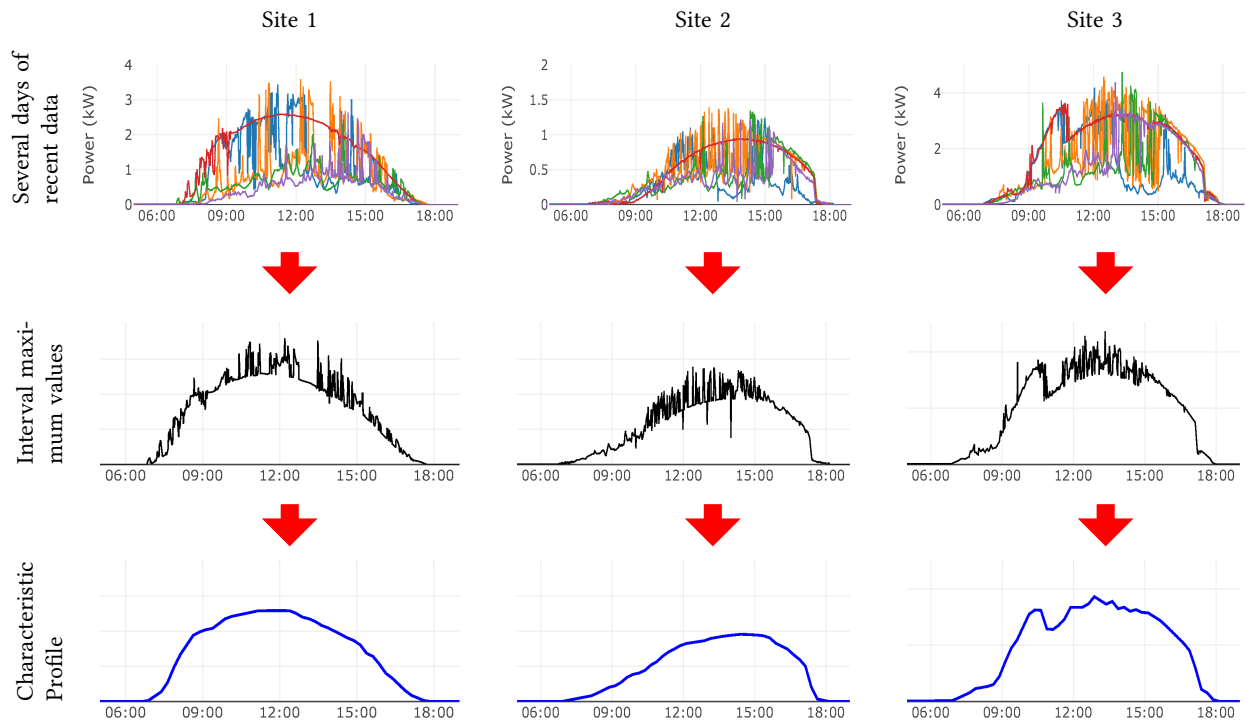 Site 1
Site 2
Site 3
Several days of
recent data
Power (kW)
4
3
2
1
0
06:00 09:00 12:00 15:00 18:00
Power (kW)
2
1.5
1
0.5
0
06:00 09:00 12:00 15:00 18:00
Power (kW)
4
2
0
06:00 09:00 12:00 15:00 18:00
Interval maxi-
mum values
06:00 09:00 12:00 15:00 18:00
06:00 09:00 12:00 15:00 18:00
06:00 09:00 12:00 15:00 18:00
Characteristic
Profile
06:00 09:00 12:00 15:00 18:00
06:00 09:00 12:00 15:00 18:00
06:00 09:00 12:00 15:00 18:00